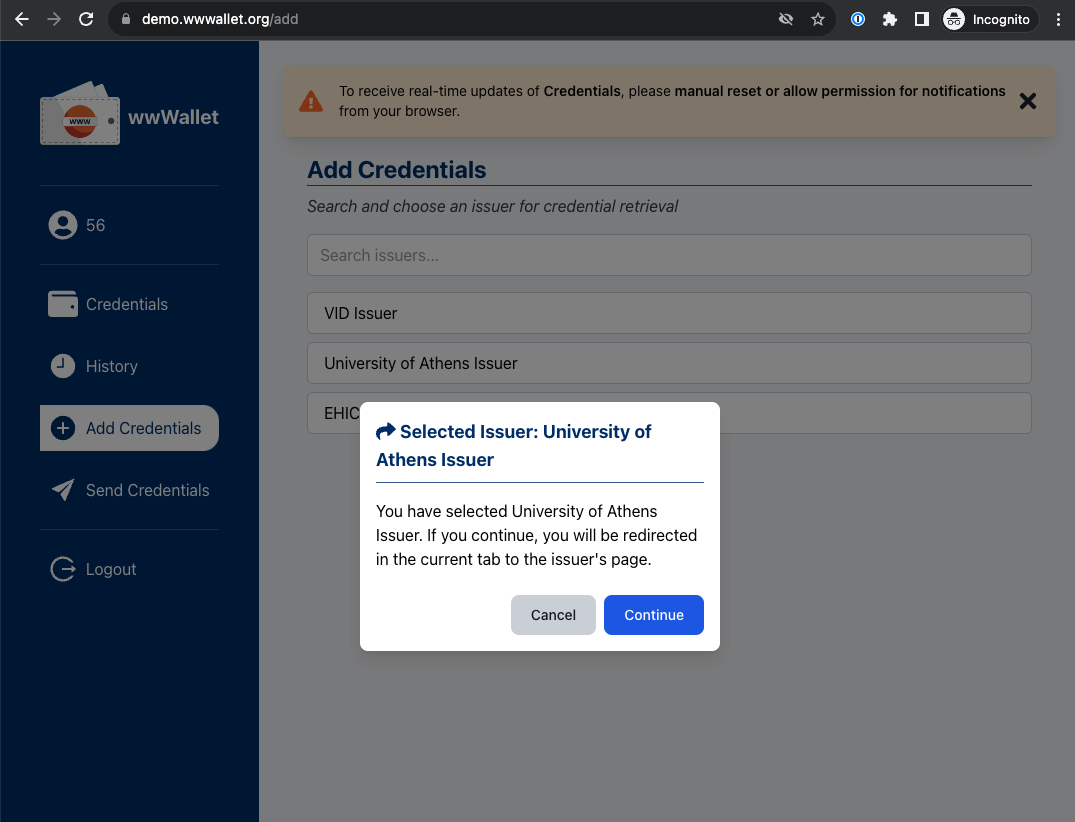 demo.wwwallet.org/add
Incognito
www
wwWallet
56
Credentials
History
Add Credentials
Send Credentials
Logout
To receive real-time updates of Credentials, please manual reset or allow permission for notifications
from your browser.
Add Credentials
Search and choose an issuer for credential retrieval
Search issuers...
VID Issuer
University of Athens Issuer
EHIC
Selected Issuer: University of
Athens Issuer
You have selected University of Athens
Issuer. If you continue, you will be redirected
in the current tab to the issuer's page.
Cancel
Continue